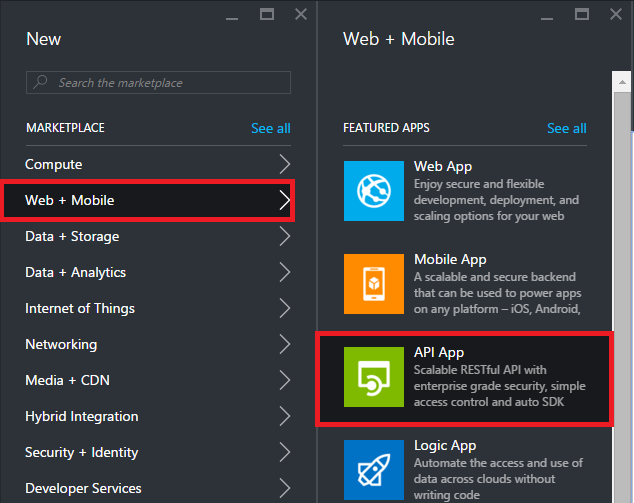 New
Search the marketplace
MARKETPLACE
See all
Compute
Web + Mobile
Data + Storage
Data + Analytics
Internet of Things
Networking
Media + CDN
Hybrid Integration
Security + Identity
Developer Services
Web + Mobile
FEATURED APPS
See all
Web App
Enjoy secure and flexible
development, deployment, and
scaling options for your web
Mobile App
A scalable and secure backend
that can be used to power apps
on any platform – iOS, Android,
API App
Scalable RESTful API with
enterprise grade security, simple
access control and auto SDK
Logic App
Automate the access and use of
data across clouds without
writing code